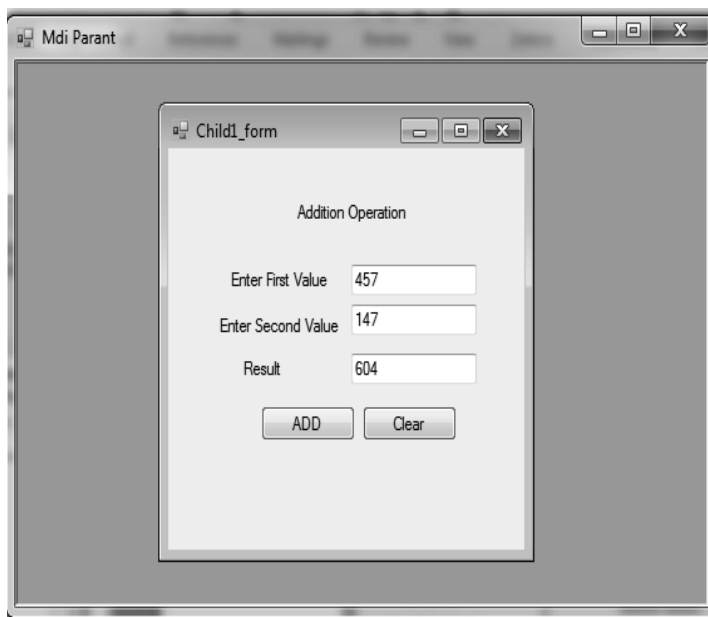 Mdi Parant
Child1_form
Addition Operation
Enter First Value 457
Enter Second Value 147
Result 604
ADD Clear